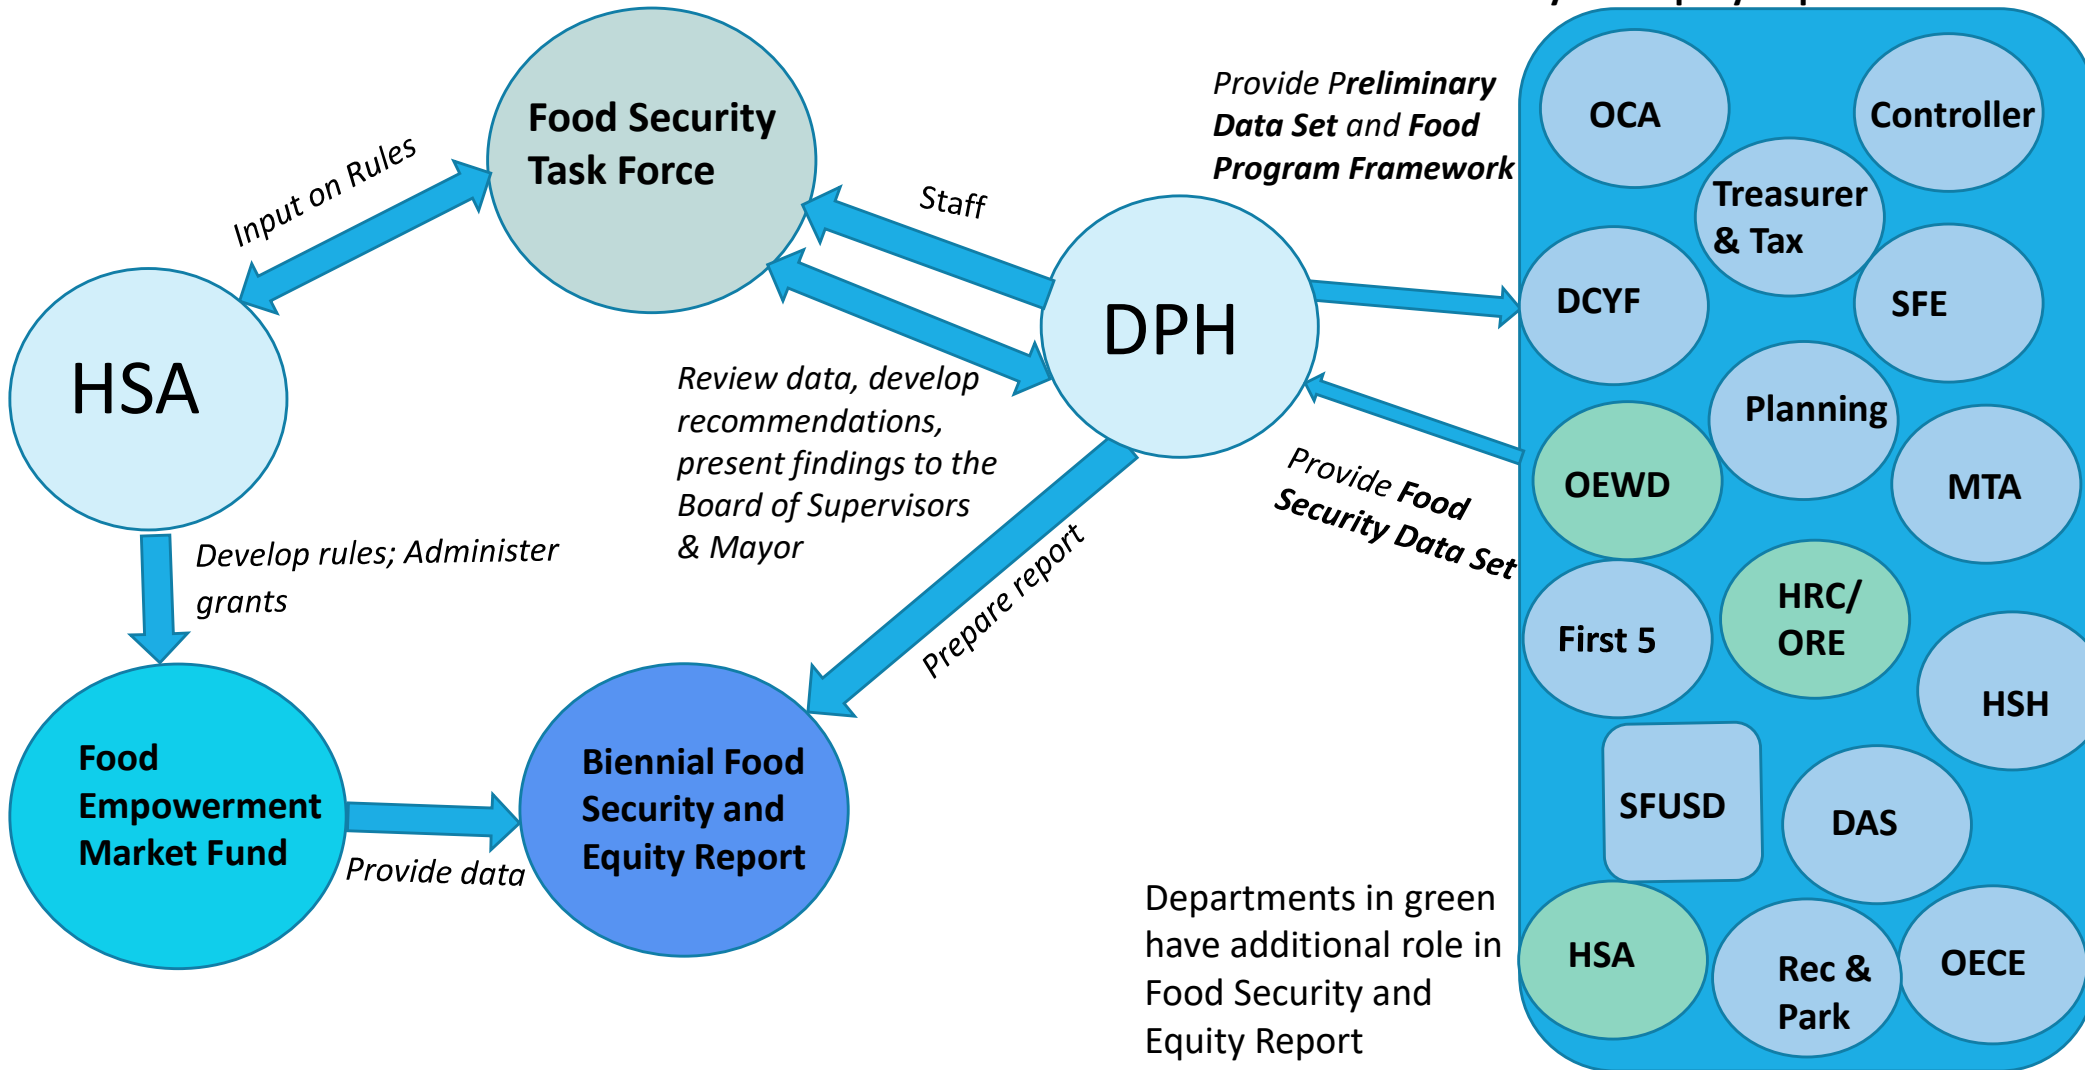 Food Security
Task Force
Input on Rules
Staff
HSA
DPH
Provide Preliminary
Data Set and Food
Program Framework
Review data, develop
recommendations,
present findings to the
Board of Supervisors
& Mayor
Provide Food
Security Data Set
Develop rules; Administer
grants
Prepare report
Food
Empowerment
Market Fund
Provide data
Biennial Food
Security and
Equity Report
Departments in green
have additional role in
Food Security and
Equity Report
OCA
Controller
Treasurer
& Tax
DCYF
SFE
Planning
OEWD
MTA
HRC/
ORE
First 5
HSH
SFUSD
DAS
HSA
Rec &
Park
OECE